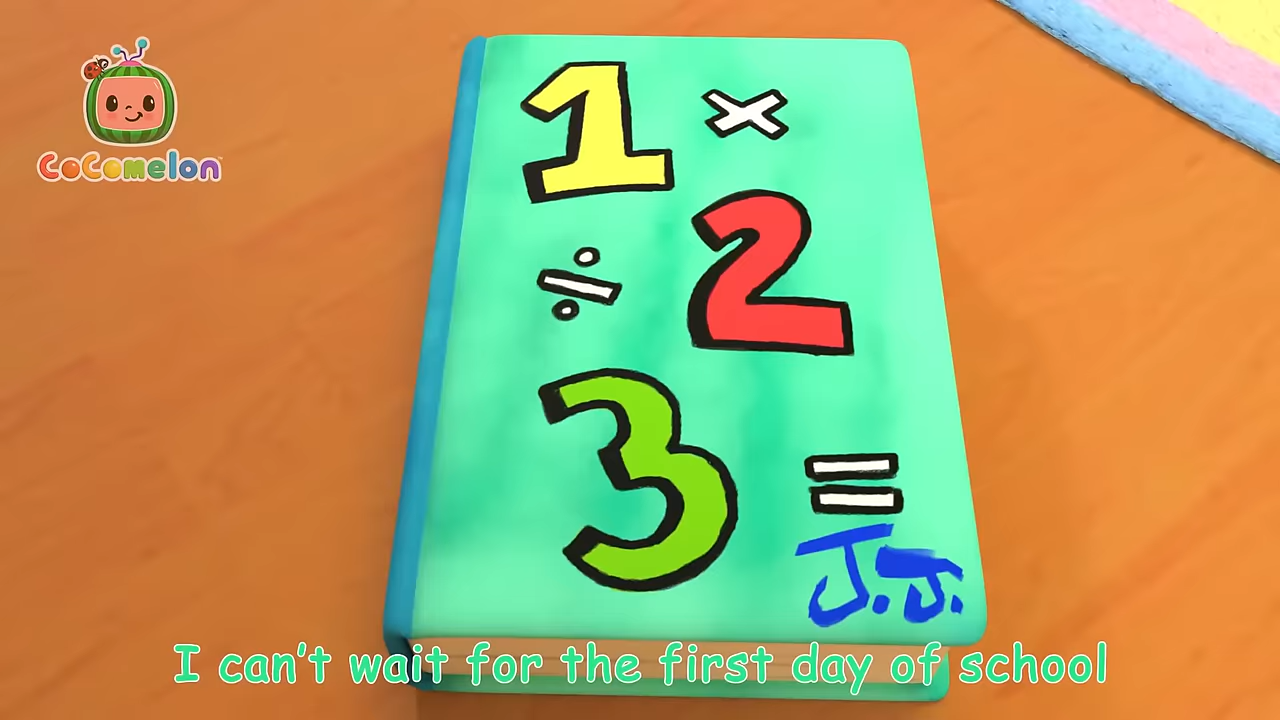 CoComelon
1 ×
÷ 2
3 =
J.J.
I can't wait for the first day of school